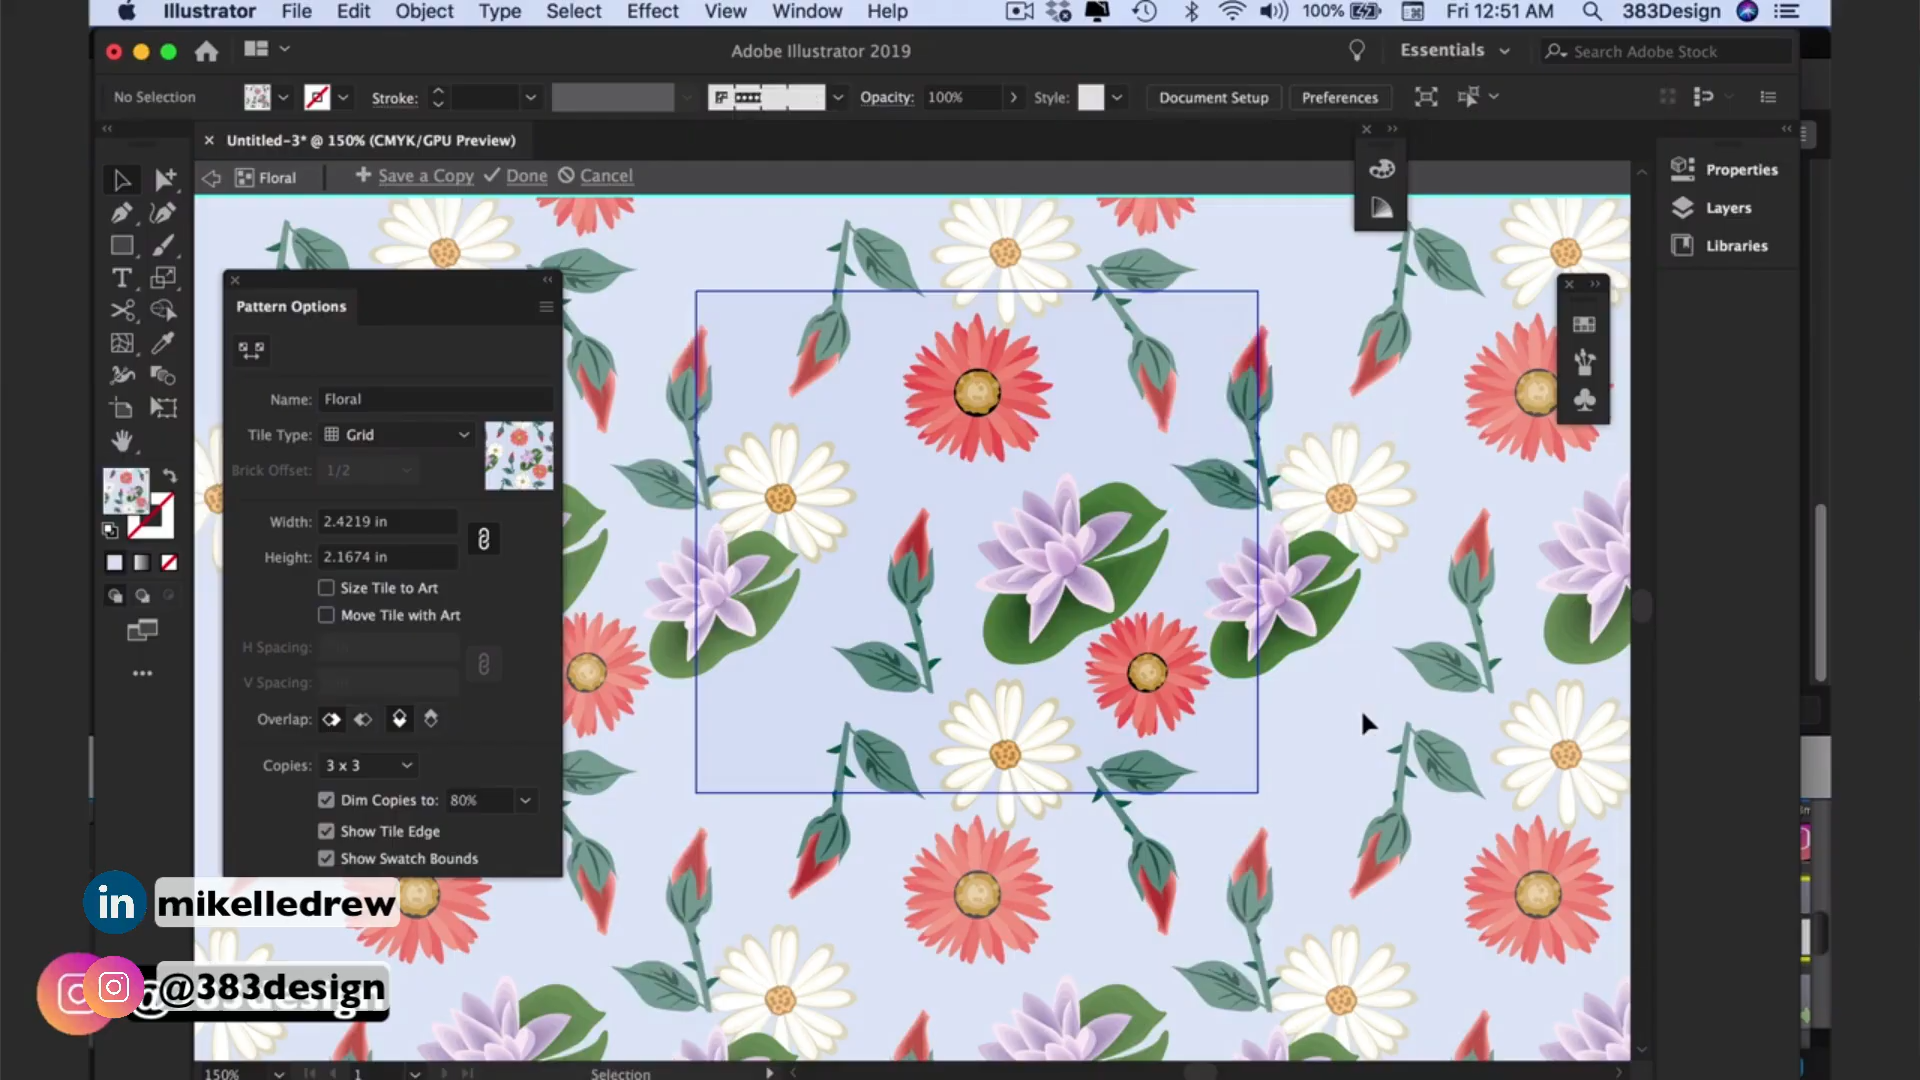 Illustrator File Edit Object Type Select Effect View Window Help 100% Fri 12:51 AM 383Design
Adobe Illustrator 2019 Essentials Search Adobe Stock
No Selection Stroke: Opacity: 100% Style: Document Setup Preferences
Untitled-3* @ 150% (CMYK/GPU Preview)
Floral Save a Copy Done Cancel
Properties
Layers
Libraries
Pattern Options
Name: Floral
Tile Type: Grid
Brick Offset: 1/2
Width: 2.4219 in
Height: 2.1674 in
Size Tile to Art
Move Tile with Art
H Spacing:
V Spacing:
Overlap:
Copies: 3 x 3
Dim Copies to: 80%
Show Tile Edge
Show Swatch Bounds
in mikelledrew
@383design
150% 1 Selection